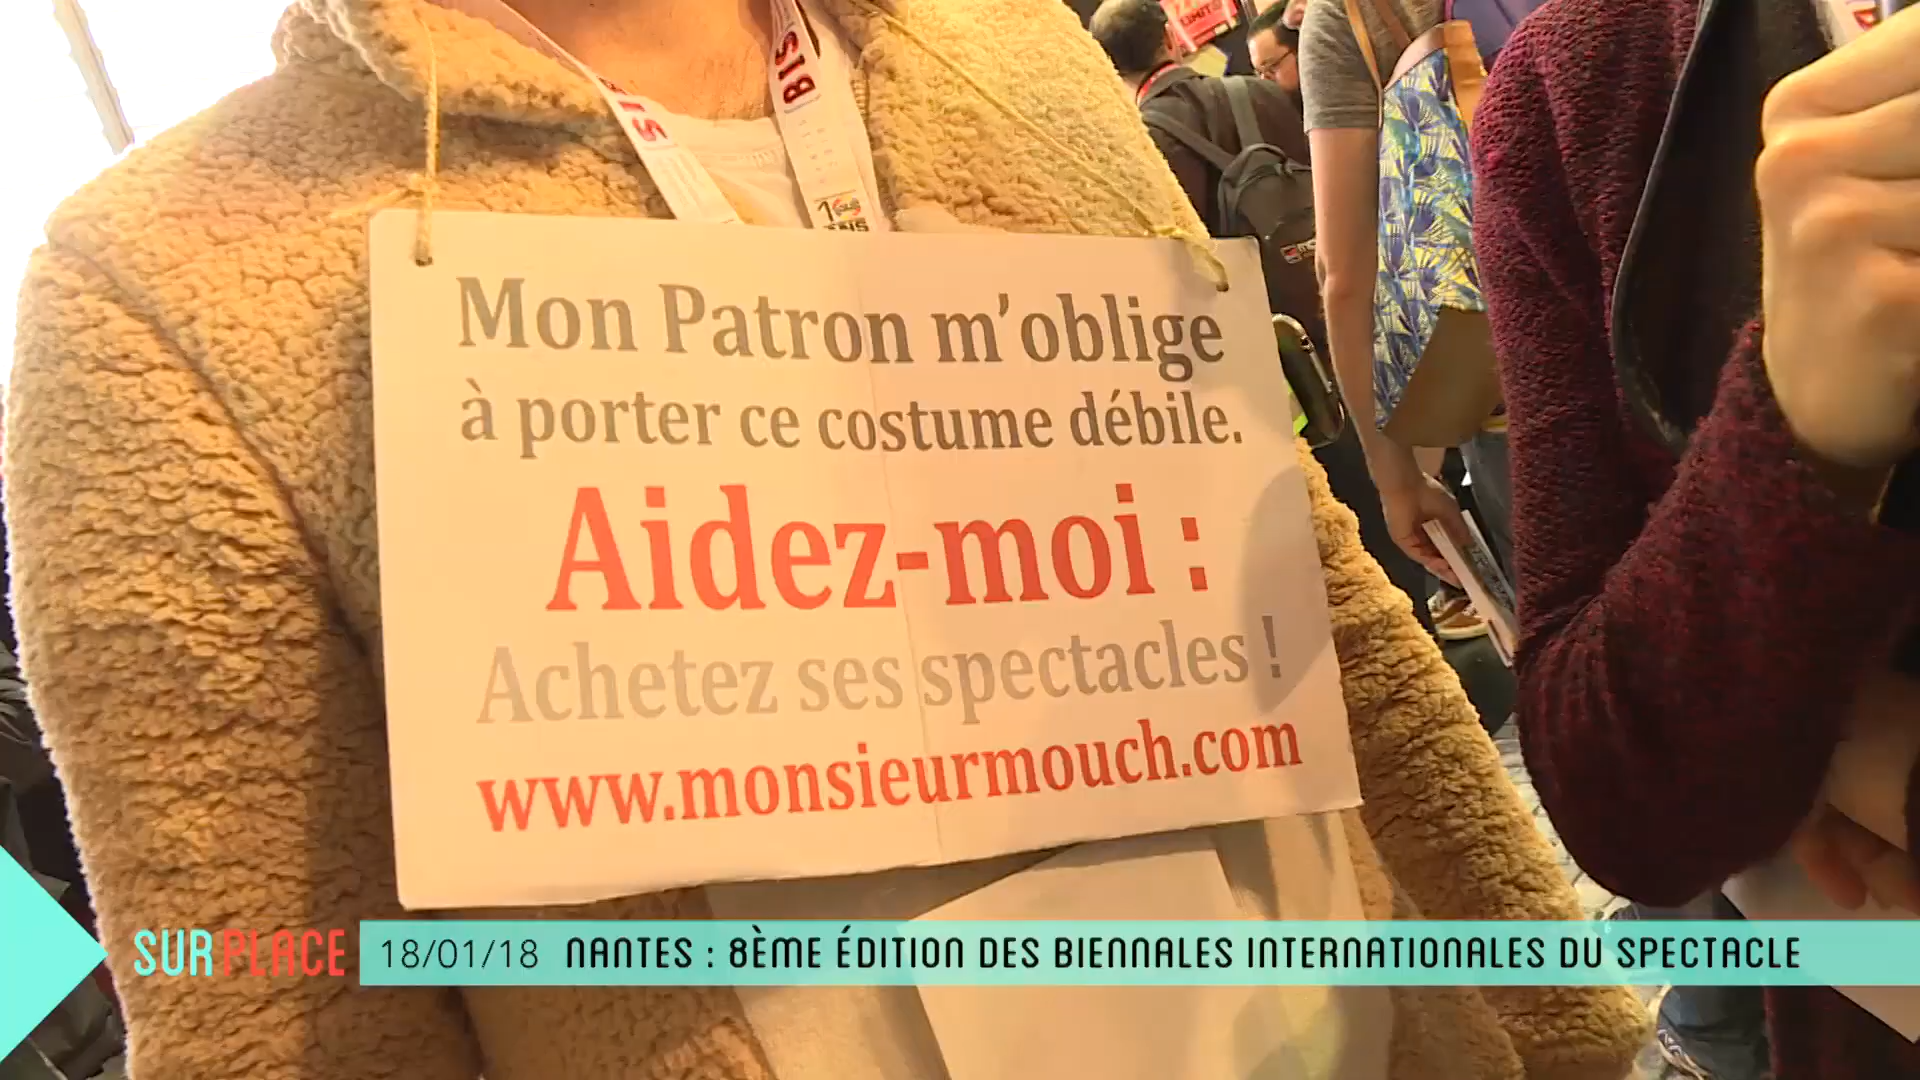 BIS
Mon Patron m'oblige
à porter ce costume débile.
Aidez-moi :
Achetez ses spectacles !
www.monsieurmouch.com
SUR PLACE
18/01/18 NANTES : 8ÈME ÉDITION DES BIENNALES INTERNATIONALES DU SPECTACLE